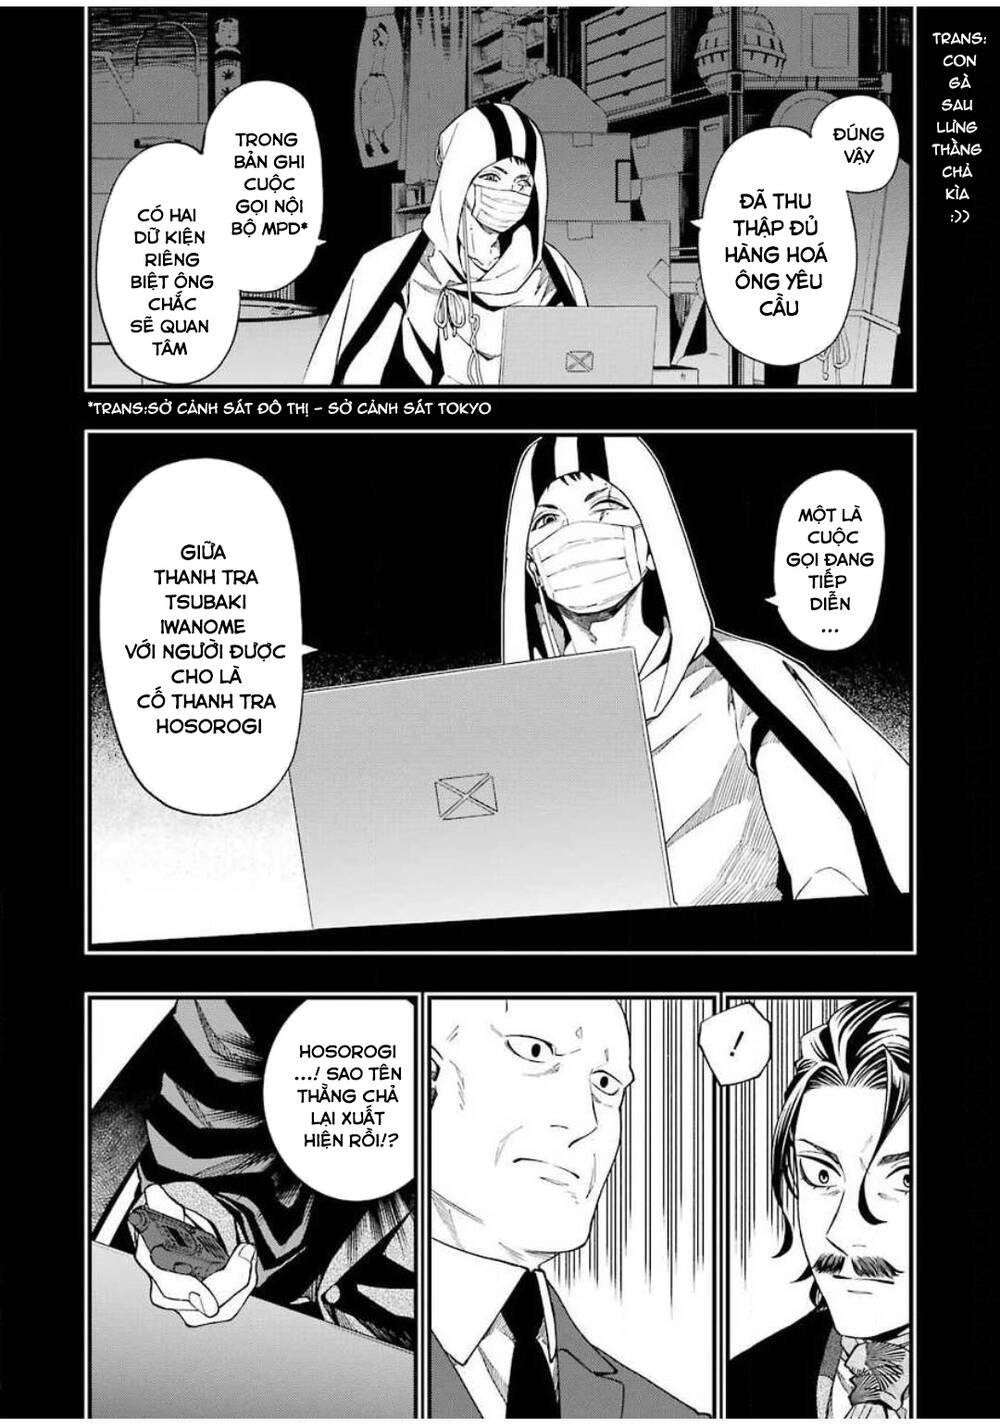 TRANS:
CON
GÀ
SAU
LƯNG
THẰNG
CHẢ
KÌA
:))
ĐÚNG
VẬY
ĐÃ THU
THẬP ĐỦ
HÀNG HOÁ
ÔNG YÊU
CẦU
TRONG
BẢN GHI
CUỘC
GỌI NỘI
BỘ MPD*
CÓ HAI
DỮ KIỆN
RIÊNG
BIỆT ÔNG
CHẮC
SẼ QUAN
TÂM
*TRANS:SỞ CẢNH SÁT ĐÔ THỊ - SỞ CẢNH SÁT TOKYO
MỘT LÀ
CUỘC
GỌI ĐANG
TIẾP
DIỄN
...
GIỮA
THANH TRA
TSUBAKI
IWANOME
VỚI NGƯỜI ĐƯỢC
CHO LÀ
CỐ THANH TRA
HOSOROGI
!
HOSOROGI
...! SAO TÊN
THẰNG CHẢ
LẠI XUẤT
HIỆN RỒI!?